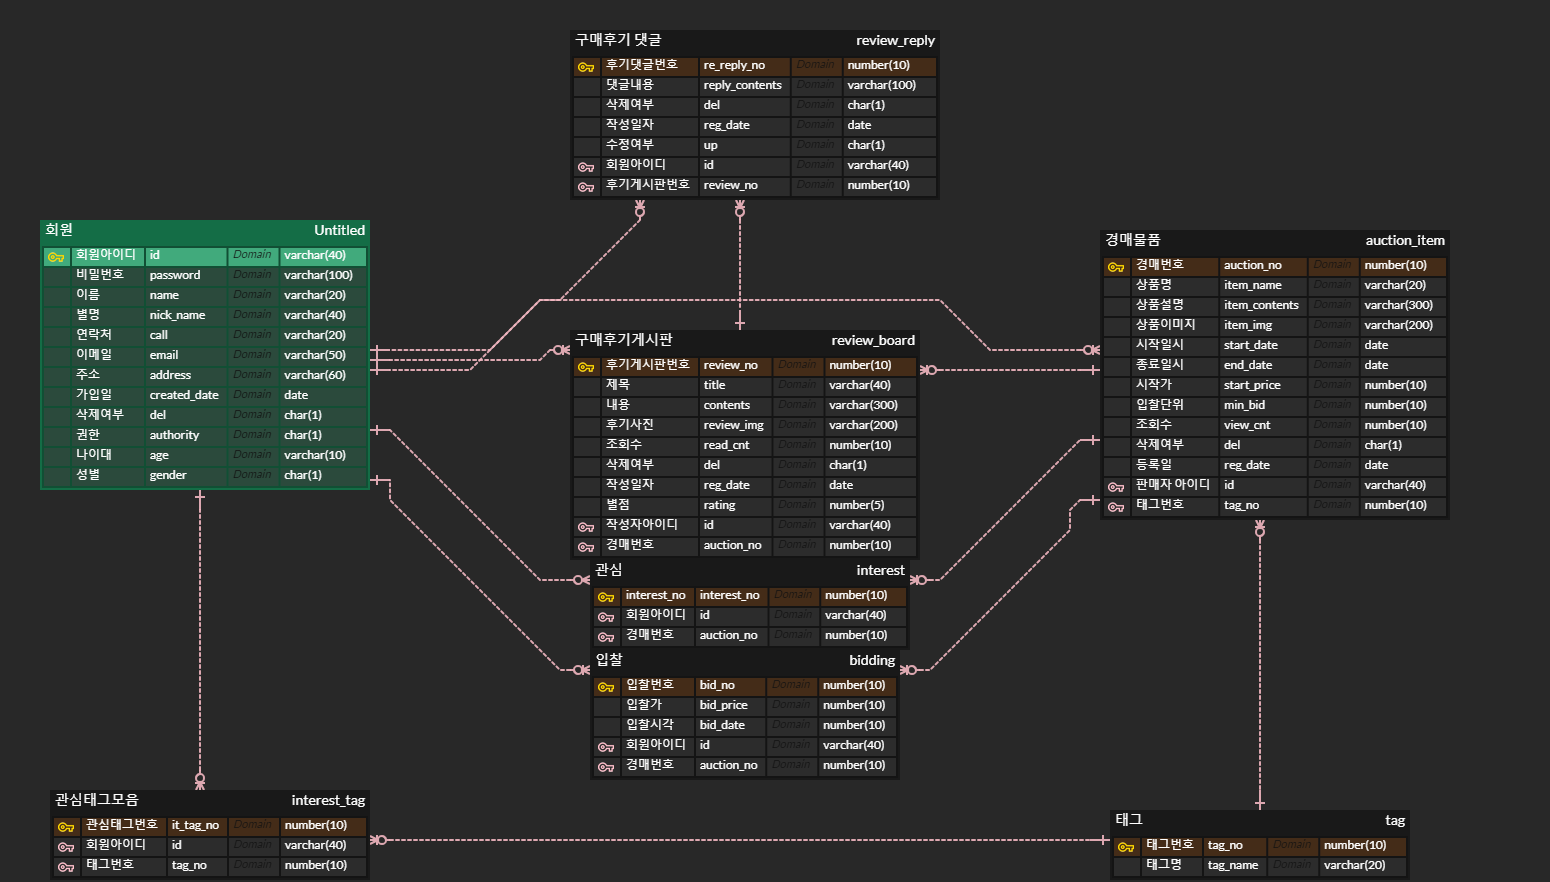 구매후기 댓글 review_reply
후기댓글번호 re_reply_no Domain number(10)
댓글내용 reply_contents Domain varchar(100)
삭제여부 del Domain char(1)
작성일자 reg_date Domain date
수정여부 up Domain char(1)
회원아이디 id Domain varchar(40)
후기게시판번호 review_no Domain number(10)
회원 Untitled
회원아이디 id Domain varchar(40)
비밀번호 password Domain varchar(100)
이름 name Domain varchar(20)
별명 nick_name Domain varchar(40)
연락처 call Domain varchar(20)
이메일 email Domain varchar(50)
주소 address Domain varchar(60)
가입일 created_date Domain date
삭제여부 del Domain char(1)
권한 authority Domain char(1)
나이대 age Domain varchar(10)
성별 gender Domain char(1)
경매물품 auction_item
경매번호 auction_no Domain number(10)
상품명 item_name Domain varchar(20)
상품설명 item_contents Domain varchar(300)
상품이미지 item_img Domain varchar(200)
시작일시 start_date Domain date
종료일시 end_date Domain date
시작가 start_price Domain number(10)
입찰단위 min_bid Domain number(10)
조회수 view_cnt Domain number(10)
삭제여부 del Domain char(1)
등록일 reg_date Domain date
판매자 아이디 id Domain varchar(40)
태그번호 tag_no Domain number(10)
구매후기게시판 review_board
후기게시판번호 review_no Domain number(10)
제목 title Domain varchar(40)
내용 contents Domain varchar(300)
후기사진 review_img Domain varchar(200)
조회수 read_cnt Domain number(10)
삭제여부 del Domain char(1)
작성일자 reg_date Domain date
별점 rating Domain number(5)
작성자아이디 id Domain varchar(40)
경매번호 auction_no Domain number(10)
관심 interest
interest_no interest_no Domain number(10)
회원아이디 id Domain varchar(40)
경매번호 auction_no Domain number(10)
입찰 bidding
입찰번호 bid_no Domain number(10)
입찰가 bid_price Domain number(10)
입찰시각 bid_date Domain number(10)
회원아이디 id Domain varchar(40)
경매번호 auction_no Domain number(10)
관심태그모음 interest_tag
관심태그번호 it_tag_no Domain number(10)
회원아이디 id Domain varchar(40)
태그번호 tag_no Domain number(10)
태그 tag
태그번호 tag_no Domain number(10)
태그명 tag_name Domain varchar(20)